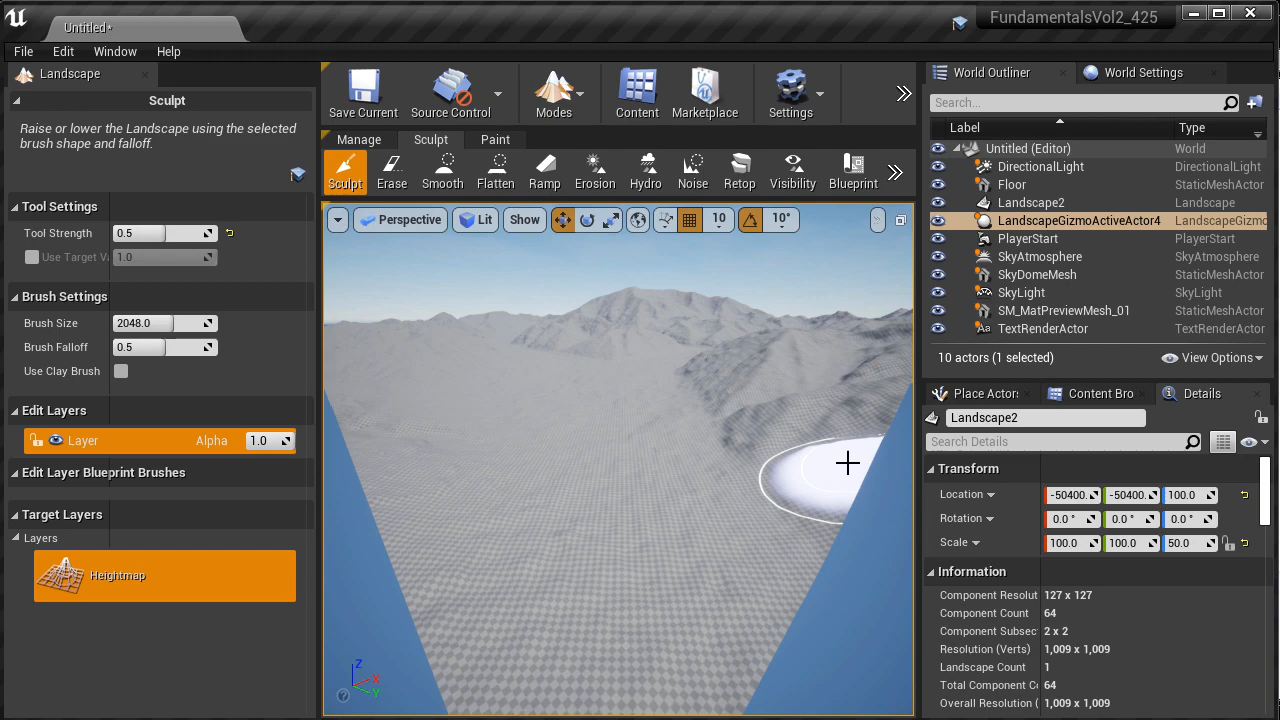 Untitled*
FundamentalsVol2_425
File Edit Window Help
Landscape
Sculpt
Raise or lower the Landscape using the selected
brush shape and falloff.
Tool Settings
Tool Strength 0.5
Use Target Va 1.0
Brush Settings
Brush Size 2048.0
Brush Falloff 0.5
Use Clay Brush
Edit Layers
Layer Alpha 1.0
Edit Layer Blueprint Brushes
Target Layers
Layers
Heightmap
Save Current Source Control Modes Content Marketplace Settings
Manage Sculpt Paint
Sculpt Erase Smooth Flatten Ramp Erosion Hydro Noise Retop Visibility Blueprint
Perspective Lit Show 10 10°
Z
X
Y
World Outliner World Settings
Search...
Label Type
Untitled (Editor) World
DirectionalLight DirectionalLight
Floor StaticMeshActor
Landscape2 Landscape
LandscapeGizmoActiveActor4 LandscapeGizmo
PlayerStart PlayerStart
SkyAtmosphere SkyAtmosphere
SkyDomeMesh StaticMeshActor
SkyLight SkyLight
SM_MatPreviewMesh_01 StaticMeshActor
TextRenderActor TextRenderActor
10 actors (1 selected) View Options
Place Actors Content Bro Details
Landscape2
Search Details
Transform
Location -50400. -50400. 100.0
Rotation 0.0 ° 0.0 ° 0.0 °
Scale 100.0 100.0 50.0
Information
Component Resolut 127 x 127
Component Count 64
Component Subsec 2 x 2
Resolution (Verts) 1,009 x 1,009
Landscape Count 1
Total Component Co 64
Overall Resolution ( 1,009 x 1,009